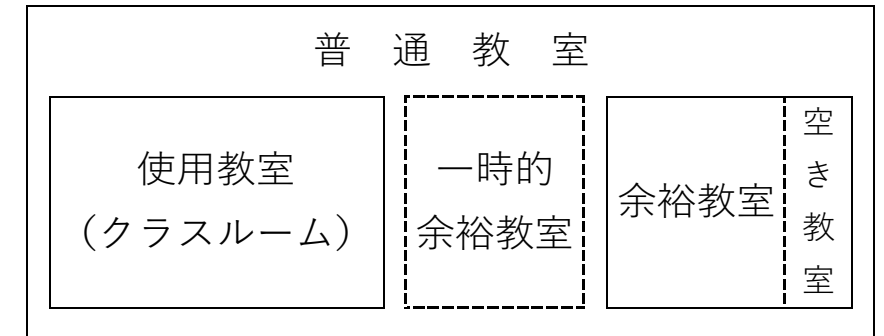 普通教室
使用教室
（クラスルーム）
一時的
余裕教室
余裕教室
空き教室